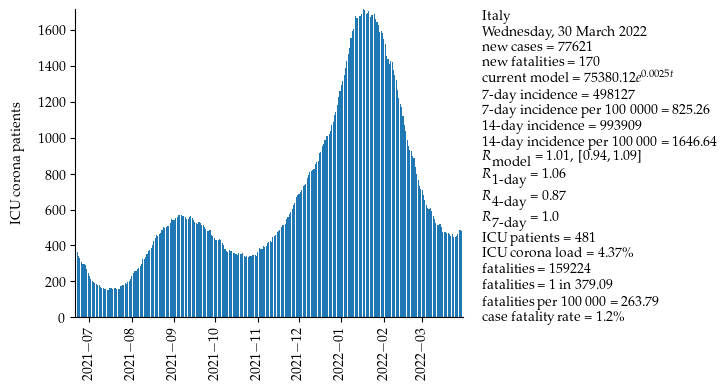 ICU corona patients
1600
1400
1200
1000
800
600
400
200
0
2021−07
2021−08
2021−09
2021−10
2021−11
2021−12
2022−01
2022−02
2022−03
Italy
Wednesday, 30 March 2022
new cases = 77621
new fatalities = 170
current model = 75380.12e^0.0025t
7-day incidence = 498127
7-day incidence per 100 0000 = 825.26
14-day incidence = 993909
14-day incidence per 100 000 = 1646.64
R_model = 1.01, [0.94, 1.09]
R_1-day = 1.06
R_4-day = 0.87
R_7-day = 1.0
ICU patients = 481
ICU corona load = 4.37%
fatalities = 159224
fatalities = 1 in 379.09
fatalities per 100 000 = 263.79
case fatality rate = 1.2%